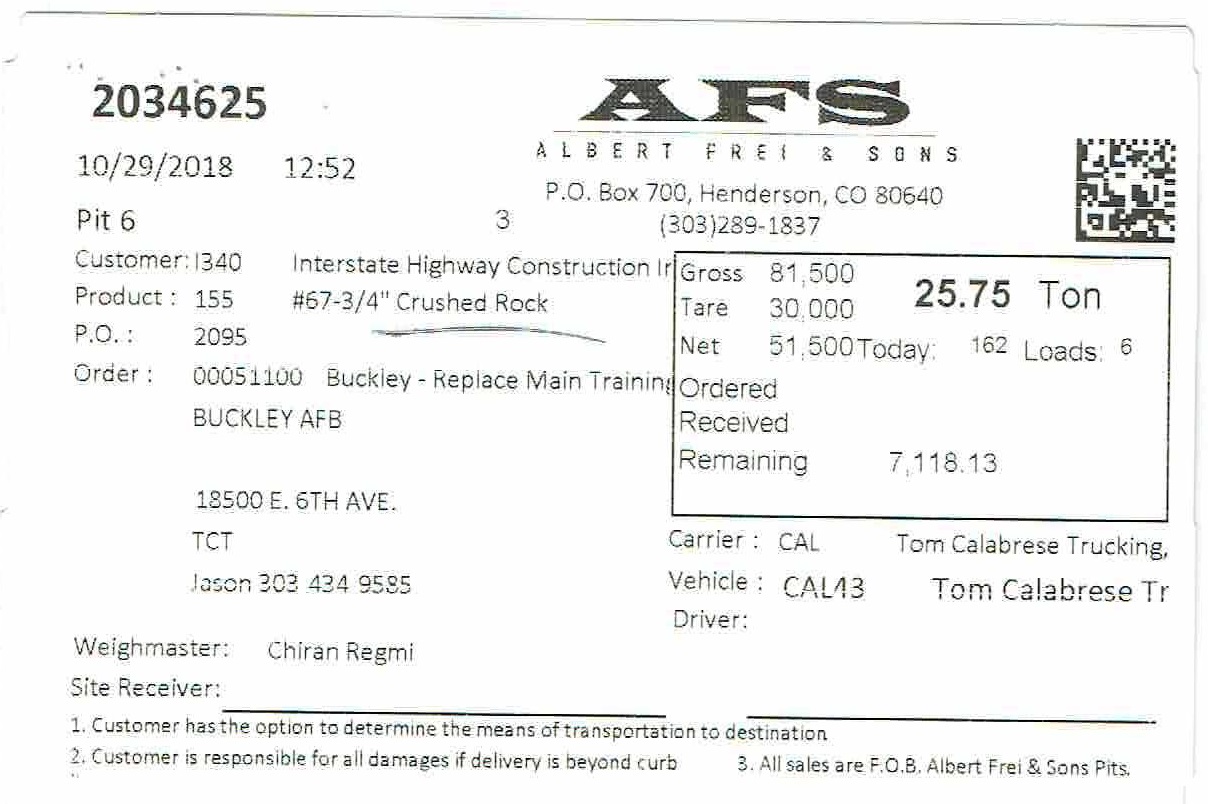 2034625
AFS
ALBERT FREI & SONS
10/29/2018 12:52
P.O. Box 700, Henderson, CO 80640
Pit 6 3 (303)289-1837
Customer: I340 Interstate Highway Construction Ir
Product : 155 #67-3/4" Crushed Rock
P.O. : 2095
Order : 00051100 Buckley - Replace Main Training
BUCKLEY AFB
18500 E. 6TH AVE.
TCT
Jason 303 434 9585
Gross 81,500 25.75 Ton
Tare 30,000
Net 51,500 Today: 162 Loads: 6
Ordered
Received
Remaining 7,118.13
Carrier : CAL Tom Calabrese Trucking,
Vehicle : CAL43 Tom Calabrese Tr
Driver:
Weighmaster: Chiran Regmi
Site Receiver:
1. Customer has the option to determine the means of transportation to destination
2. Customer is responsible for all damages if delivery is beyond curb 3. All sales are F.O.B. Albert Frei & Sons Pits.